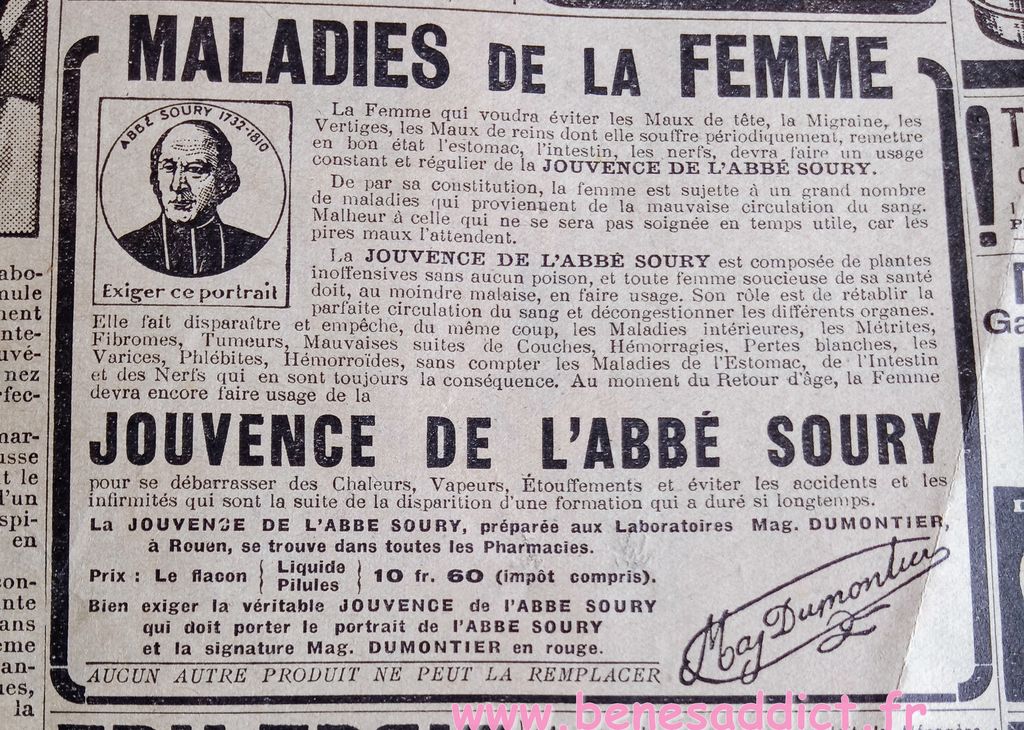 MALADIES DE LA FEMME
ABBÉ SOURY 1732-1810
Exiger ce portrait
La Femme qui voudra éviter les Maux de tête, la Migraine, les
Vertiges, les Maux de reins dont elle souffre périodiquement, remettre
en bon état l'estomac, l'intestin, les nerfs, devra faire un usage
constant et régulier de la JOUVENCE DE L'ABBÉ SOURY.
De par sa constitution, la femme est sujette à un grand nombre
de maladies qui proviennent de la mauvaise circulation du sang.
Malheur à celle qui ne se sera pas soignée en temps utile, car les
pires maux l'attendent.
La JOUVENCE DE L'ABBÉ SOURY est composée de plantes
inoffensives sans aucun poison, et toute femme soucieuse de sa santé
doit, au moindre malaise, en faire usage. Son rôle est de rétablir la
parfaite circulation du sang et décongestionner les différents organes.
Elle fait disparaître et empêche, du même coup, les Maladies intérieures, les Métrites,
Fibromes, Tumeurs, Mauvaises suites de Couches, Hémorragies, Pertes blanches, les
Varices, Phlébites, Hémorroïdes, sans compter les Maladies de l'Estomac, de l'Intestin
et des Nerfs qui en sont toujours la conséquence. Au moment du Retour d'âge, la Femme
devra encore faire usage de la
JOUVENCE DE L'ABBÉ SOURY
pour se débarrasser des Chaleurs, Vapeurs, Étouffements et éviter les accidents et les
infirmités qui sont la suite de la disparition d'une formation qui a duré si longtemps.
La JOUVENCE DE L'ABBE SOURY, préparée aux Laboratoires Mag. DUMONTIER,
à Rouen, se trouve dans toutes les Pharmacies.
Prix : Le flacon { Liquide Pilules } 10 fr. 60 (impôt compris).
Bien exiger la véritable JOUVENCE de l'ABBE SOURY
qui doit porter le portrait de l'ABBE SOURY
et la signature Mag. DUMONTIER en rouge.
Mag Dumontier
AUCUN AUTRE PRODUIT NE PEUT LA REMPLACER
www.benesaddict.fr